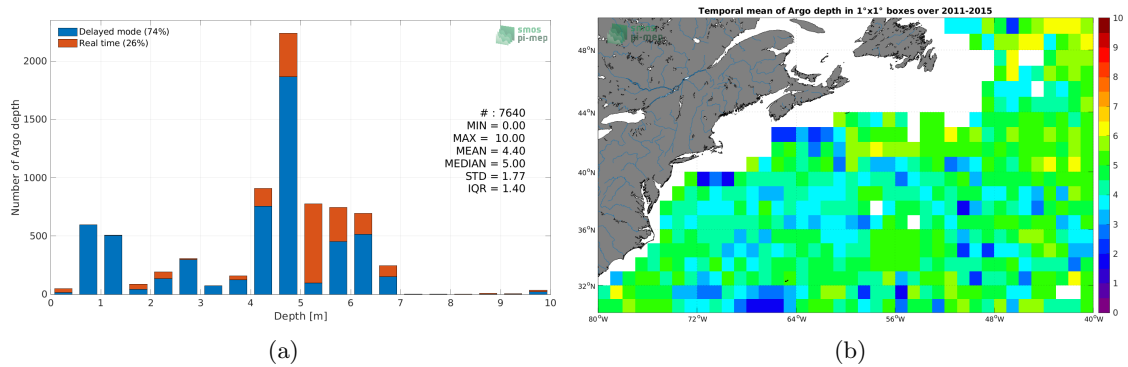 Delayed mode (74%)
Real time (26%)
smos
pi-mep
Number of Argo depth
2000
1500
1000
500
0
# : 7640
MIN = 0.00
MAX = 10.00
MEAN = 4.40
MEDIAN = 5.00
STD = 1.77
IQR = 1.40
0 1 2 3 4 5 6 7 8 9 10
Depth [m]
(a)
Temporal mean of Argo depth in 1°x1° boxes over 2011-2015
smos
pi-mep
48°N
44°N
40°N
36°N
32°N
80°W 72°W 64°W 56°W 48°W 40°W
10
9
8
7
6
5
4
3
2
1
0
(b)